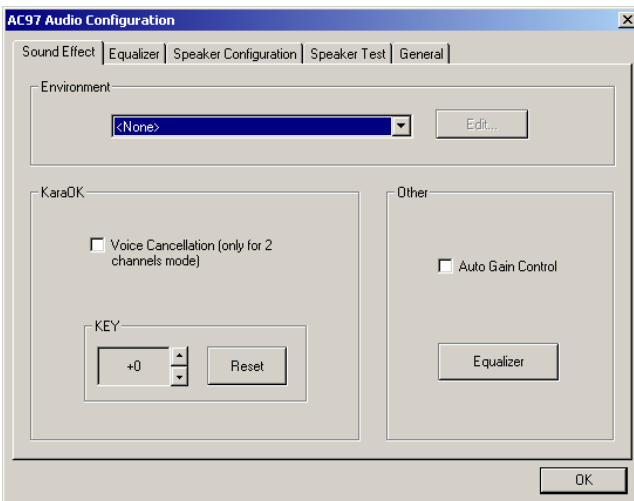 AC97 Audio Configuration
Sound Effect Equalizer Speaker Configuration Speaker Test General
Environment
<None> Edit...
KaraOK
Voice Cancellation (only for 2
channels mode)
KEY
+0 Reset
Other
Auto Gain Control
Equalizer
OK